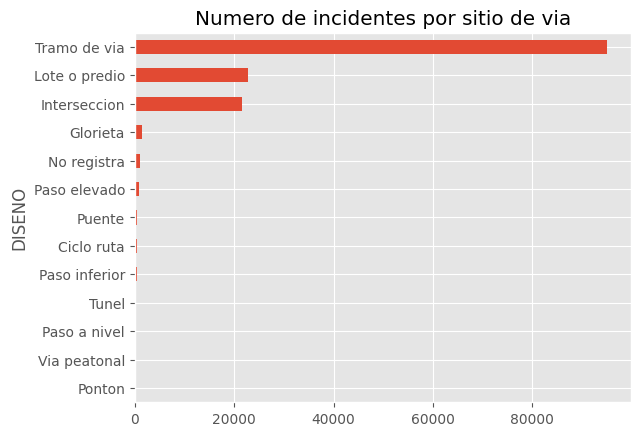 Numero de incidentes por sitio de via
Tramo de via
Lote o predio
Interseccion
Glorieta
No registra
Paso elevado
Puente
Ciclo ruta
Paso inferior
Tunel
Paso a nivel
Via peatonal
Ponton
DISENO
0 20000 40000 60000 80000